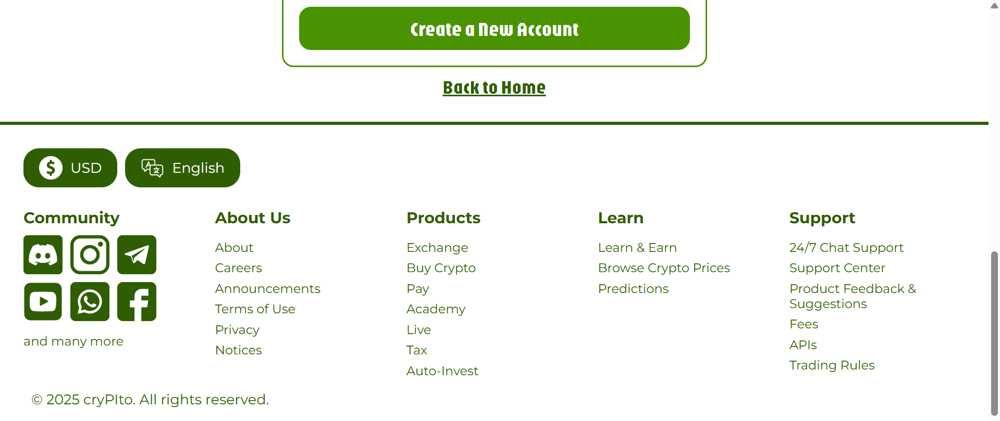 Create a New Account
Back to Home
USD
English
Community
and many more
About Us
About
Careers
Announcements
Terms of Use
Privacy
Notices
Products
Exchange
Buy Crypto
Pay
Academy
Live
Tax
Auto-Invest
Learn
Learn & Earn
Browse Crypto Prices
Predictions
Support
24/7 Chat Support
Support Center
Product Feedback &
Suggestions
Fees
APIs
Trading Rules
© 2025 cryPIto. All rights reserved.